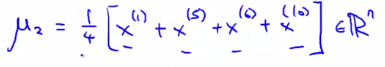 μ₂ = 1/4 [x⁽¹⁾ + x⁽⁵⁾ + x⁽⁶⁾ + x⁽¹⁰⁾] ∈ ℝⁿ